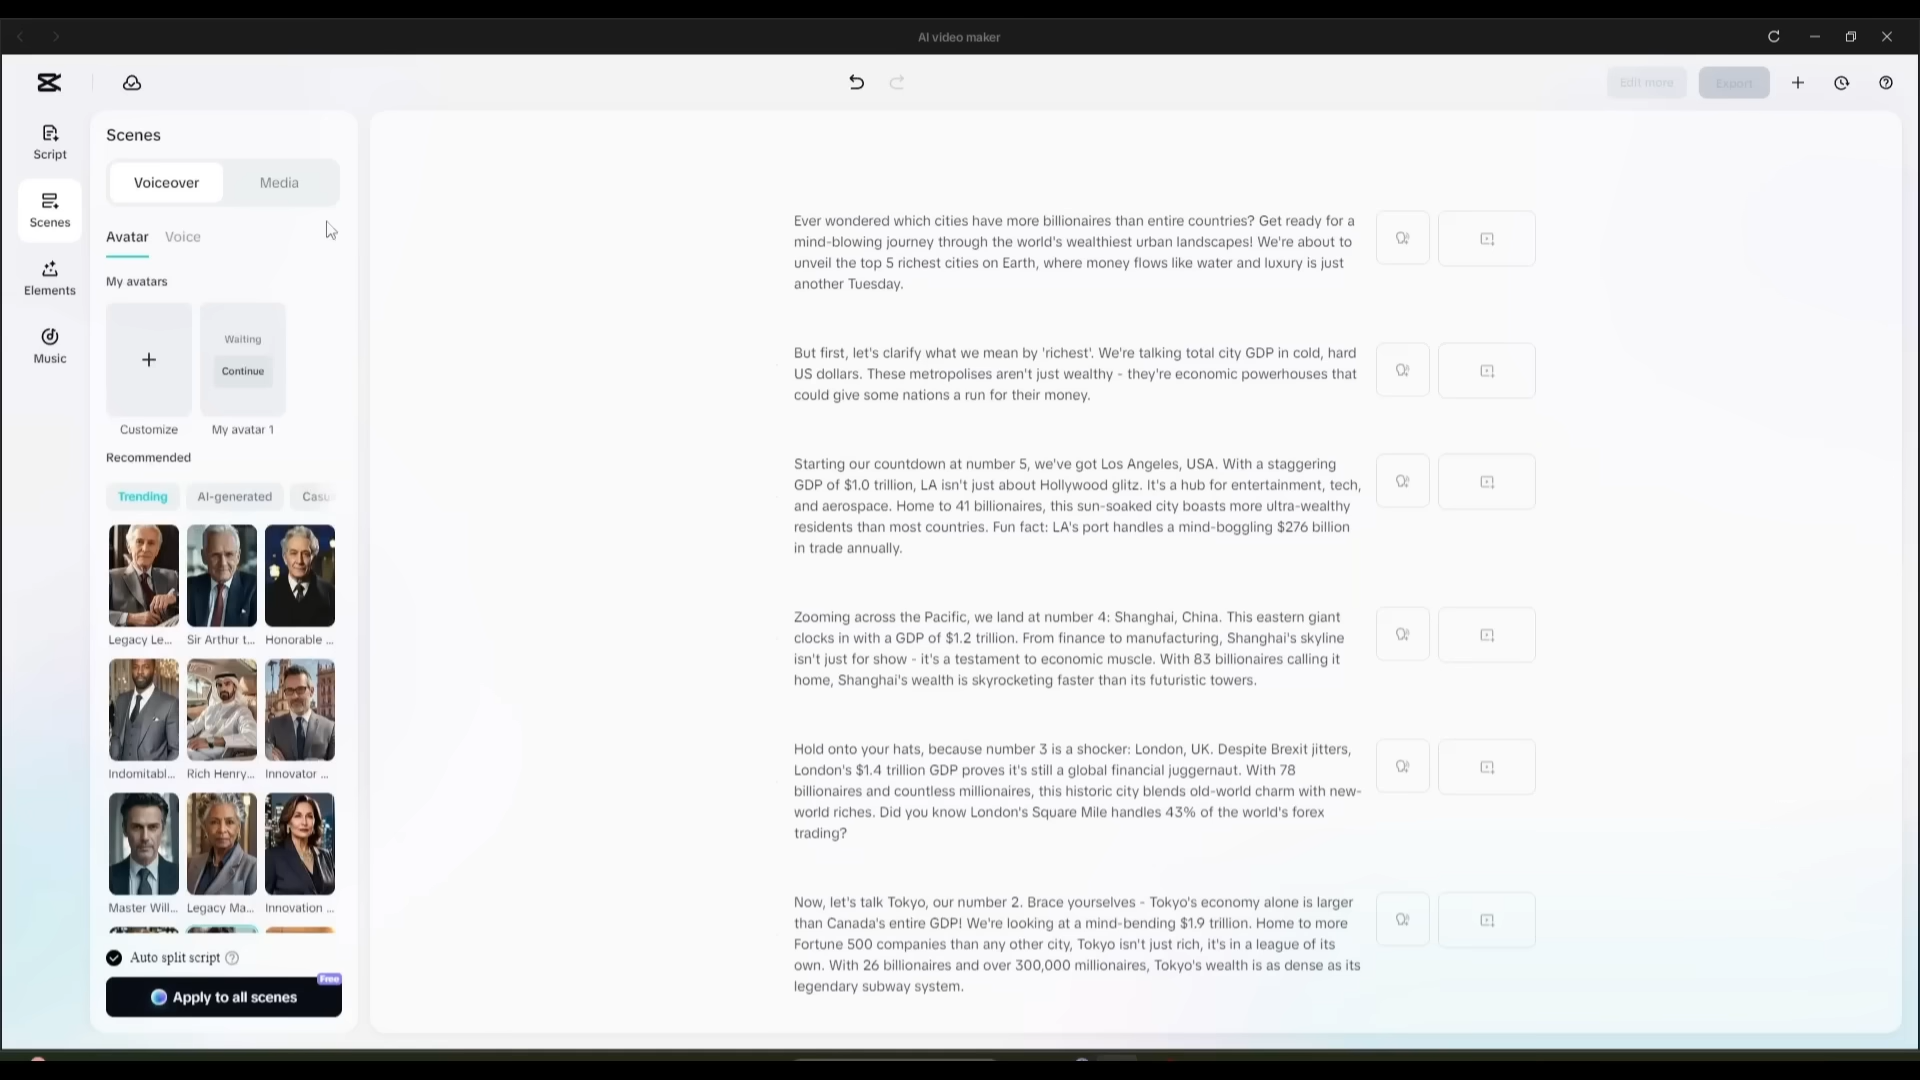 AI video maker
Edit more
Export
Script
Scenes
Elements
Music
Scenes
Voiceover
Media
Avatar
Voice
My avatars
Waiting
Continue
Customize
My avatar 1
Recommended
Trending
AI-generated
Casu
Legacy Le...
Sir Arthur t...
Honorable ...
Indomitabl...
Rich Henry...
Innovator ...
Master Will...
Legacy Ma...
Innovation ...
Auto split script
Free
Apply to all scenes
Ever wondered which cities have more billionaires than entire countries? Get ready for a
mind-blowing journey through the world's wealthiest urban landscapes! We're about to
unveil the top 5 richest cities on Earth, where money flows like water and luxury is just
another Tuesday.
But first, let's clarify what we mean by 'richest'. We're talking total city GDP in cold, hard
US dollars. These metropolises aren't just wealthy - they're economic powerhouses that
could give some nations a run for their money.
Starting our countdown at number 5, we've got Los Angeles, USA. With a staggering
GDP of $1.0 trillion, LA isn't just about Hollywood glitz. It's a hub for entertainment, tech,
and aerospace. Home to 41 billionaires, this sun-soaked city boasts more ultra-wealthy
residents than most countries. Fun fact: LA's port handles a mind-boggling $276 billion
in trade annually.
Zooming across the Pacific, we land at number 4: Shanghai, China. This eastern giant
clocks in with a GDP of $1.2 trillion. From finance to manufacturing, Shanghai's skyline
isn't just for show - it's a testament to economic muscle. With 83 billionaires calling it
home, Shanghai's wealth is skyrocketing faster than its futuristic towers.
Hold onto your hats, because number 3 is a shocker: London, UK. Despite Brexit jitters,
London's $1.4 trillion GDP proves it's still a global financial juggernaut. With 78
billionaires and countless millionaires, this historic city blends old-world charm with new-
world riches. Did you know London's Square Mile handles 43% of the world's forex
trading?
Now, let's talk Tokyo, our number 2. Brace yourselves - Tokyo's economy alone is larger
than Canada's entire GDP! We're looking at a mind-bending $1.9 trillion. Home to more
Fortune 500 companies than any other city, Tokyo isn't just rich, it's in a league of its
own. With 26 billionaires and over 300,000 millionaires, Tokyo's wealth is as dense as its
legendary subway system.